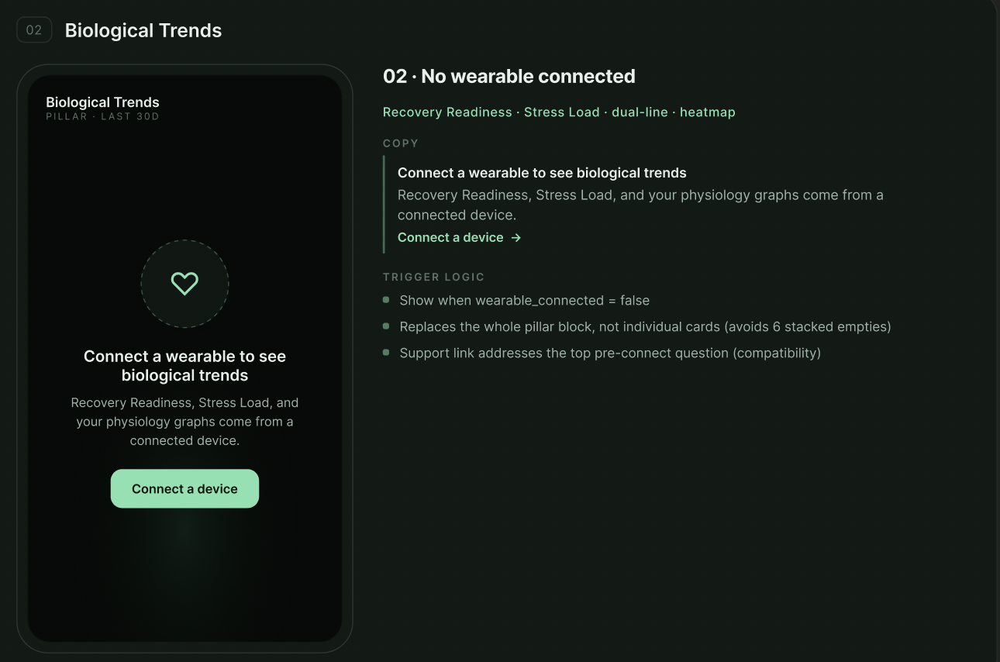 02
Biological Trends
Biological Trends
PILLAR · LAST 30D
Connect a wearable to see
biological trends
Recovery Readiness, Stress Load, and
your physiology graphs come from a
connected device.
Connect a device
02 · No wearable connected
Recovery Readiness · Stress Load · dual-line · heatmap
COPY
Connect a wearable to see biological trends
Recovery Readiness, Stress Load, and your physiology graphs come from a
connected device.
Connect a device →
TRIGGER LOGIC
Show when wearable_connected = false
Replaces the whole pillar block, not individual cards (avoids 6 stacked empties)
Support link addresses the top pre-connect question (compatibility)